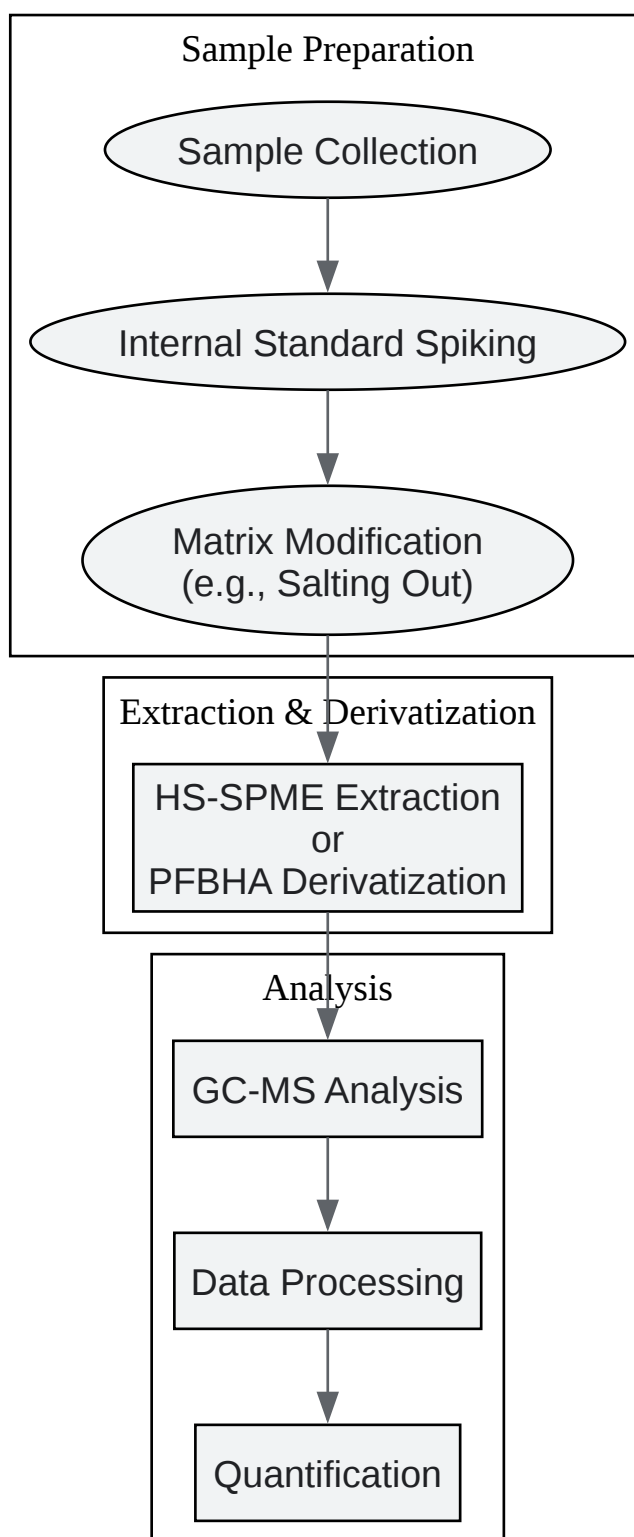 Sample Preparation
Sample Collection
Internal Standard Spiking
Matrix Modification
(e.g., Salting Out)
Extraction & Derivatization
HS-SPME Extraction
or
PFBHA Derivatization
Analysis
GC-MS Analysis
Data Processing
Quantification